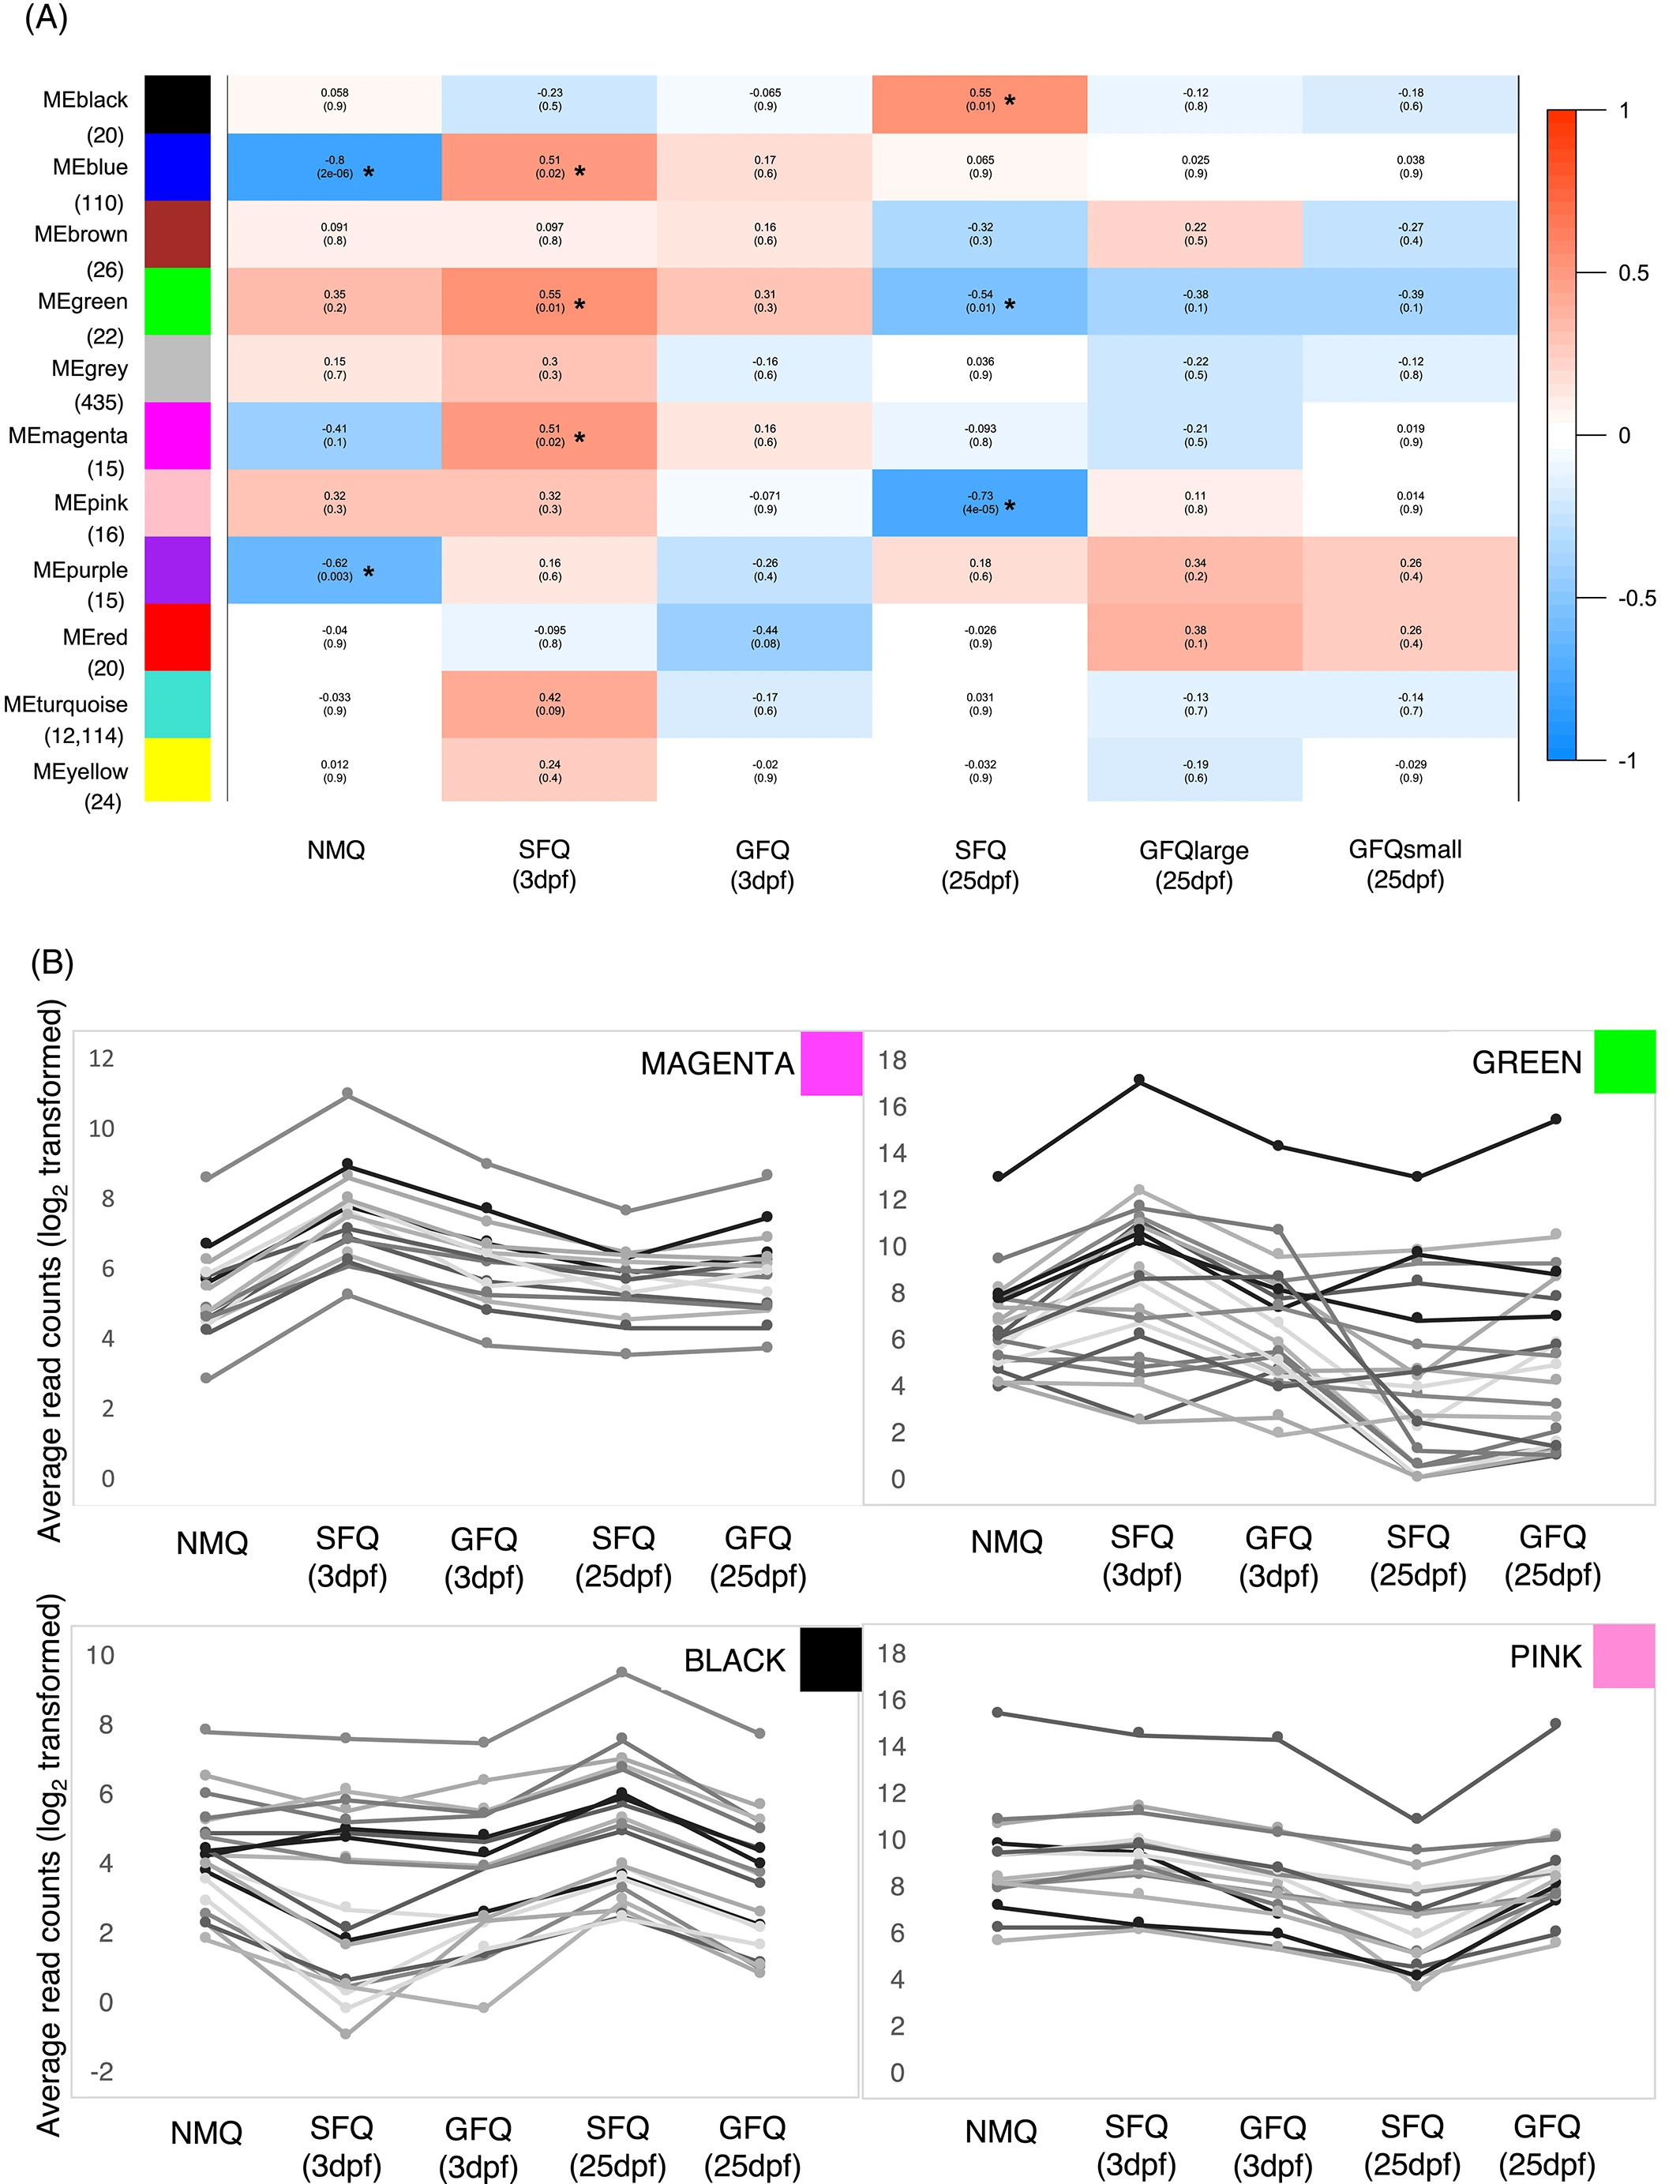 (A)
MEblack
(20)
0.058
(0.9)
-0.23
(0.5)
-0.065
(0.9)
0.55
(0.01) *
-0.12
(0.8)
-0.18
(0.6)
MEblue
(110)
-0.8
(2e-06) *
0.51
(0.02) *
0.17
(0.6)
0.065
(0.9)
0.025
(0.9)
0.038
(0.9)
MEbrown
(26)
0.091
(0.8)
0.097
(0.8)
0.16
(0.6)
-0.32
(0.3)
0.22
(0.5)
-0.27
(0.4)
MEgreen
(22)
0.35
(0.2)
0.55
(0.01) *
0.31
(0.3)
-0.54
(0.01) *
-0.38
(0.1)
-0.39
(0.1)
MEgrey
(435)
0.15
(0.7)
0.3
(0.3)
-0.16
(0.6)
0.036
(0.9)
-0.22
(0.5)
-0.12
(0.8)
MEmagenta
(15)
-0.41
(0.1)
0.51
(0.02) *
0.16
(0.6)
-0.093
(0.8)
-0.21
(0.5)
0.019
(0.9)
MEpink
(16)
0.32
(0.3)
0.32
(0.3)
-0.071
(0.9)
-0.73
(4e-05) *
0.11
(0.8)
0.014
(0.9)
MEpurple
(15)
-0.62
(0.003) *
0.16
(0.6)
-0.26
(0.4)
0.18
(0.6)
0.34
(0.2)
0.26
(0.4)
MEred
(20)
-0.04
(0.9)
-0.095
(0.8)
-0.44
(0.08)
-0.026
(0.9)
0.38
(0.1)
0.26
(0.4)
MEturquoise
(12,114)
-0.033
(0.9)
0.42
(0.09)
-0.17
(0.6)
0.031
(0.9)
-0.13
(0.7)
-0.14
(0.7)
MEyellow
(24)
0.012
(0.9)
0.24
(0.4)
-0.02
(0.9)
-0.032
(0.9)
-0.19
(0.6)
-0.029
(0.9)
1
0.5
0
-0.5
-1
NMQ
SFQ
(3dpf)
GFQ
(3dpf)
SFQ
(25dpf)
GFQlarge
(25dpf)
GFQsmall
(25dpf)
(B)
Average read counts (log2 transformed)
MAGENTA
12
10
8
6
4
2
0
NMQ
SFQ
(3dpf)
GFQ
(3dpf)
SFQ
(25dpf)
GFQ
(25dpf)
GREEN
18
16
14
12
10
8
6
4
2
0
NMQ
SFQ
(3dpf)
GFQ
(3dpf)
SFQ
(25dpf)
GFQ
(25dpf)
Average read counts (log2 transformed)
BLACK
10
8
6
4
2
0
-2
NMQ
SFQ
(3dpf)
GFQ
(3dpf)
SFQ
(25dpf)
GFQ
(25dpf)
PINK
18
16
14
12
10
8
6
4
2
0
NMQ
SFQ
(3dpf)
GFQ
(3dpf)
SFQ
(25dpf)
GFQ
(25dpf)